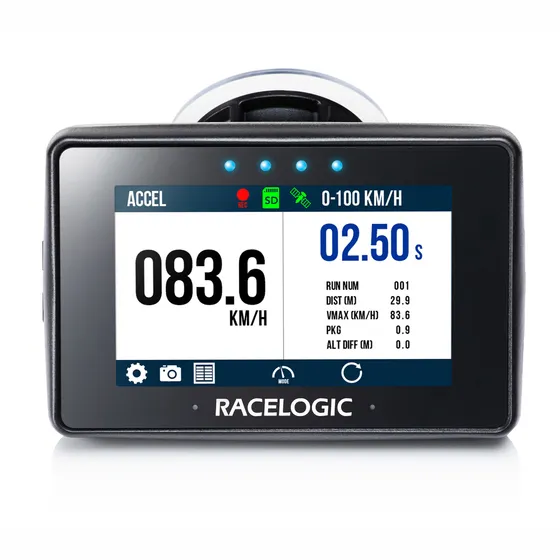 ACCEL REC SD 0-100 KM/H
083.6
KM/H
02.50 s
RUN NUM 001
DIST (M) 29.9
VMAX (KM/H) 83.6
PKG 0.9
ALT DIFF (M) 0.0
MODE
RACELOGIC